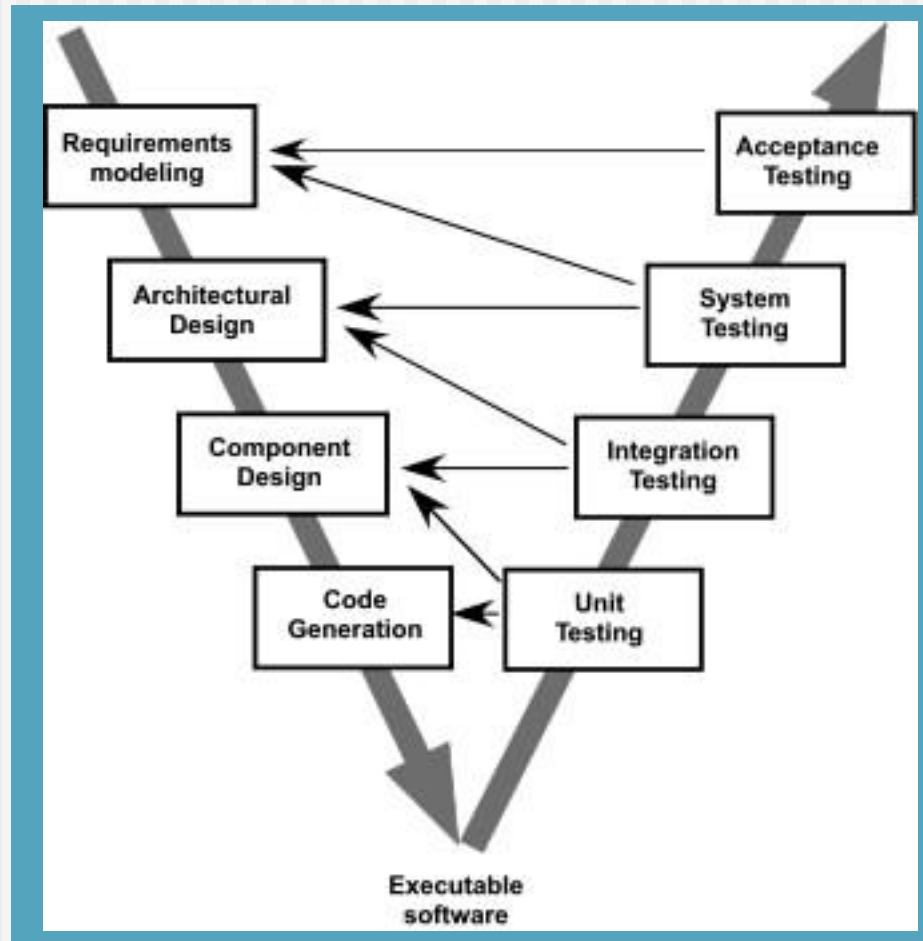 Requirements
modeling
Acceptance
Testing
Architectural
Design
System
Testing
Component
Design
Integration
Testing
Code
Generation
Unit
Testing
Executable
software